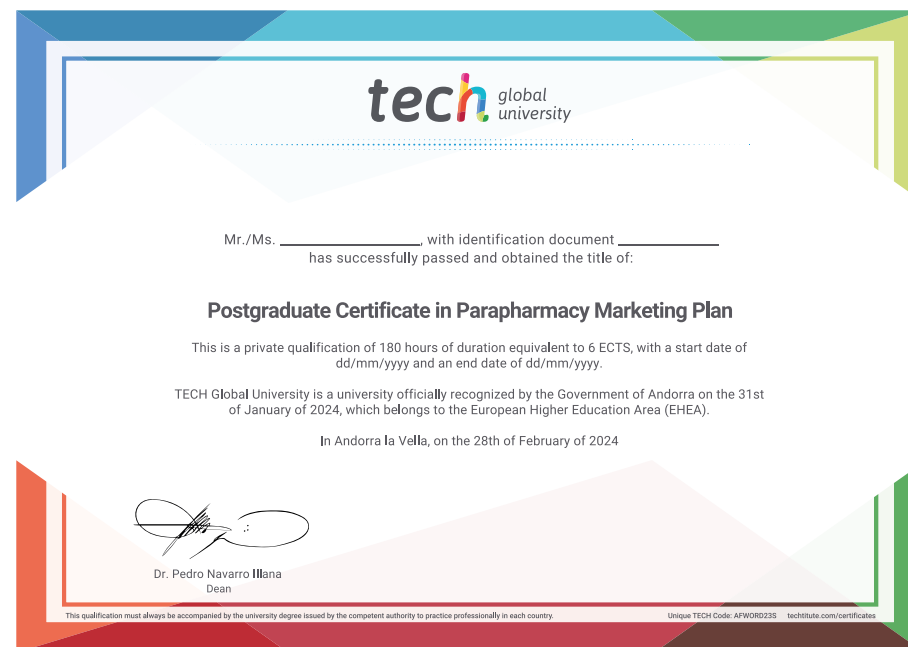 tech global university
Mr./Ms. ____________, with identification document ____________
has successfully passed and obtained the title of:
Postgraduate Certificate in Parapharmacy Marketing Plan
This is a private qualification of 180 hours of duration equivalent to 6 ECTS, with a start date of
dd/mm/yyyy and an end date of dd/mm/yyyy.
TECH Global University is a university officially recognized by the Government of Andorra on the 31st
of January of 2024, which belongs to the European Higher Education Area (EHEA).
In Andorra la Vella, on the 28th of February of 2024
Dr. Pedro Navarro Illana
Dean
This qualification must always be accompanied by the university degree issued by the competent authority to practice professionally in each country.
Unique TECH Code: AFWORD23S techtitute.com/certificates